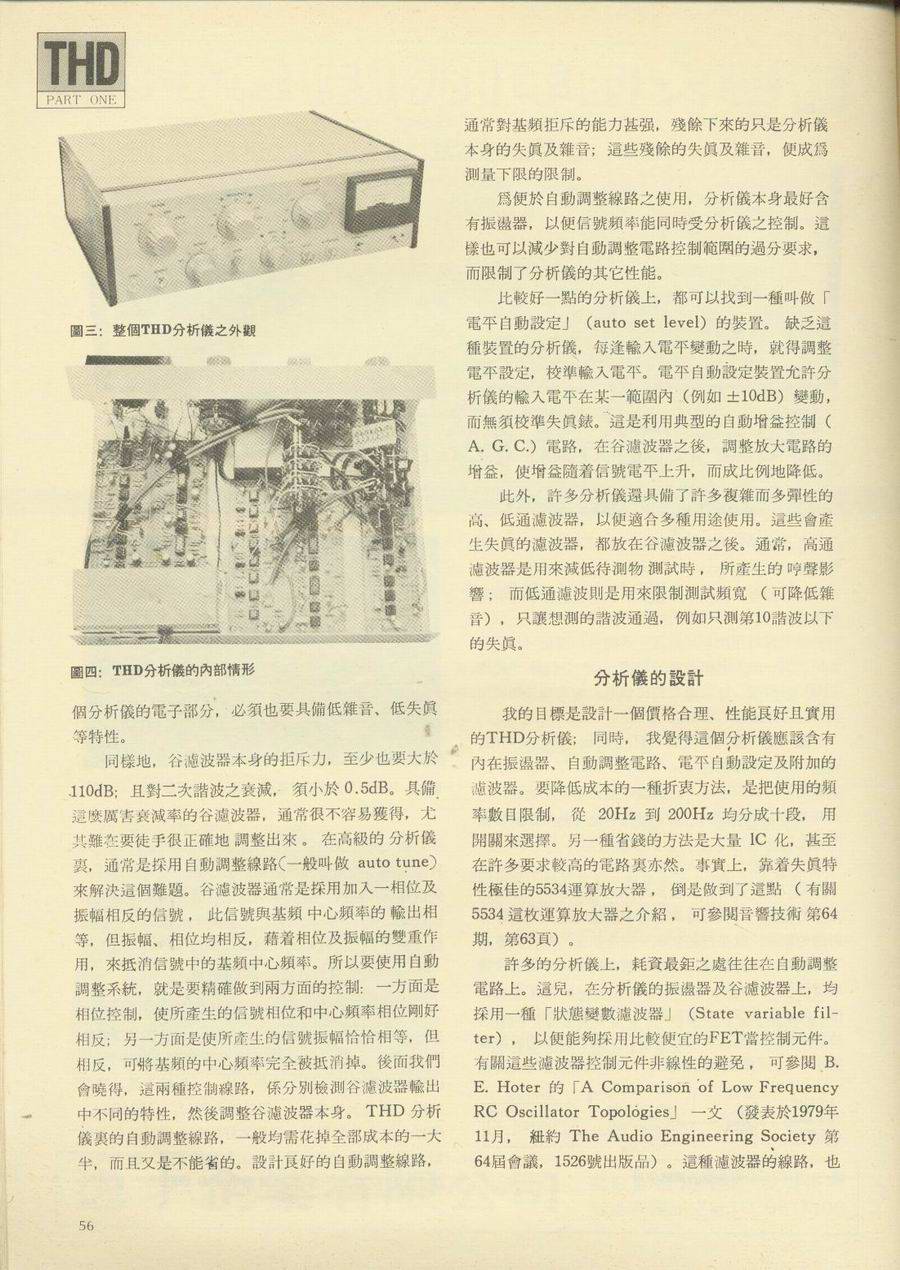 THD
PART ONE
圖三：整個THD分析儀之外觀
圖四：THD分析儀的內部情形
個分析儀的電子部分，必須也要具備低雜音、低失眞
等特性。
同樣地，谷濾波器本身的拒斥力，至少也要大於
110dB；且對二次諧波之衰減，須小於 0.5dB。具備
這麼厲害衰減率的谷濾波器，通常很不容易獲得，尤
其難在要徒手很正確地 調整出來 。在高級的 分析儀
裏，通常是採用自動調整線路(一般叫做 auto tune)
來解決這個難題。谷濾波器通常是採用加入一相位及
振幅相反的信號 ， 此信號與基頻 中心頻率的 輸出相
等，但振幅、相位均相反，藉着相位及振幅的雙重作
用，來抵消信號中的基頻中心頻率。所以要使用自動
調整系統，就是要精確做到兩方面的控制：一方面是
相位控制，使所產生的信號相位和中心頻率相位剛好
相反；另一方面是使所產生的信號振幅恰恰相等，但
相反，可將基頻的中心頻率完全被抵消掉。後面我們
會曉得，這兩種控制線路，係分別檢測谷濾波器輸出
中不同的特性，然後調整谷濾波器本身。 THD 分析
儀裏的自動調整線路，一般均需花掉全部成本的一大
半，而且又是不能省的。設計良好的自動調整線路，
通常對基頻拒斥的能力甚强，殘餘下來的只是分析儀
本身的失眞及雜音；這些殘餘的失眞及雜音，便成爲
測量下限的限制。
爲便於自動調整線路之使用，分析儀本身最好含
有振盪器，以便信號頻率能同時受分析儀之控制。這
樣也可以減少對自動調整電路控制範圍的過分要求，
而限制了分析儀的其它性能。
比較好一點的分析儀上，都可以找到一種叫做「
電平自動設定」 (auto set level) 的裝置。 缺乏這
種裝置的分析儀，每逢輸入電平變動之時，就得調整
電平設定，校準輸入電平。電平自動設定裝置允許分
析儀的輸入電平在某一範圍內（例如 ±10dB）變動，
而無須校準失眞錶。這是利用典型的自動增益控制（
A. G. C.）電路，在谷濾波器之後，調整放大電路的
增益，使增益隨着信號電平上升，而成比例地降低。
此外，許多分析儀還具備了許多複雜而多彈性的
高、低通濾波器，以便適合多種用途使用。這些會產
生失眞的濾波器，都放在谷濾波器之後。通常，高通
濾波器是用來減低待測物 測試時 ， 所產生的 哼聲影
響 ； 而低通濾波則是用來限制測試頻寬 （ 可降低雜
音），只讓想測的諧波通過，例如只測第10諧波以下
的失眞。
分析儀的設計
我的目標是設計一個價格合理、性能良好且實用
的THD分析儀； 同時， 我覺得這個分析儀應該含有
內在振盪器、自動調整電路、電平自動設定及附加的
濾波器。要降低成本的一種折衷方法，是把使用的頻
率數目限制， 從 20Hz 到 200Hz 均分成十段， 用
開關來選擇。另一種省錢的方法是大量 IC 化，甚至
在許多要求較高的電路裏亦然。事實上，靠着失眞特
性極佳的5534運算放大器 ， 倒是做到了這點 （ 有關
5534 這枚運算放大器之介紹 ， 可參閱音響技術 第64
期，第63頁）。
許多的分析儀上，耗資最鉅之處往往在自動調整
電路上。這兒，在分析儀的振盪器及谷濾波器上，均
採用一種「狀態變數濾波器」 (State variable fil-
ter) ， 以便能夠採用比較便宜的FET當控制元件。
有關這些濾波器控制元件非線性的避免 ， 可參閱 B.
E. Hoter 的「A Comparison of Low Frequency
RC Oscillator Topologies」一文 （發表於1979年
11月， 紐約 The Audio Engineering Society 第
64屆會議，1526號出版品）。這種濾波器的線路，也
56